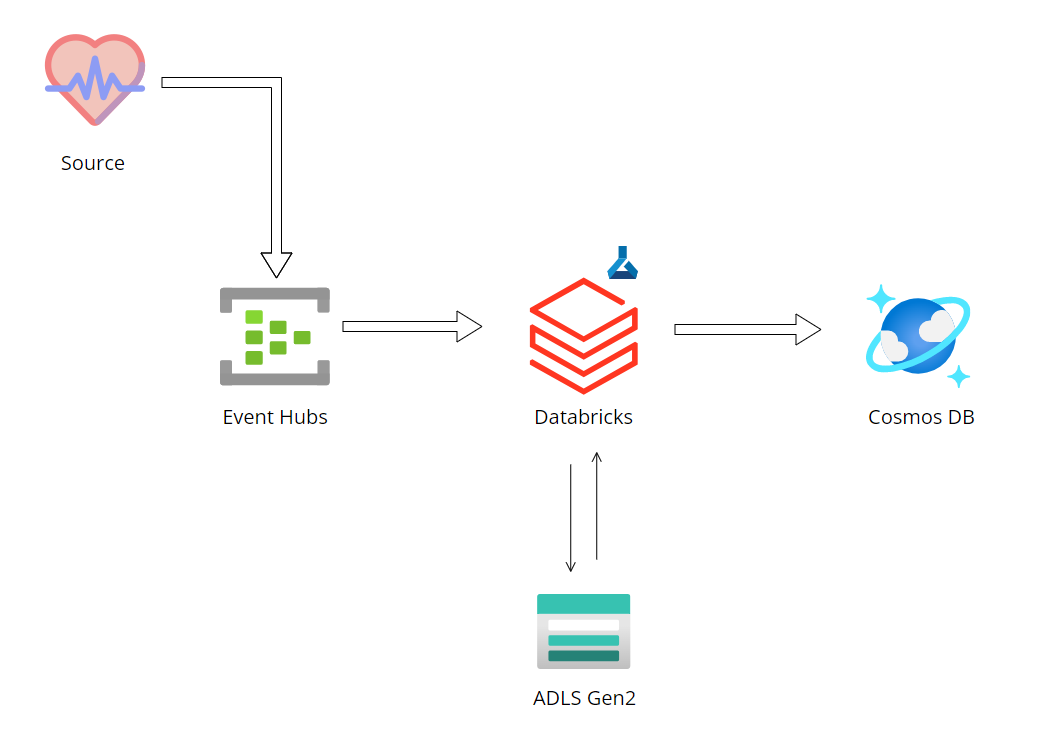 Source
Event Hubs
Databricks
Cosmos DB
ADLS Gen2